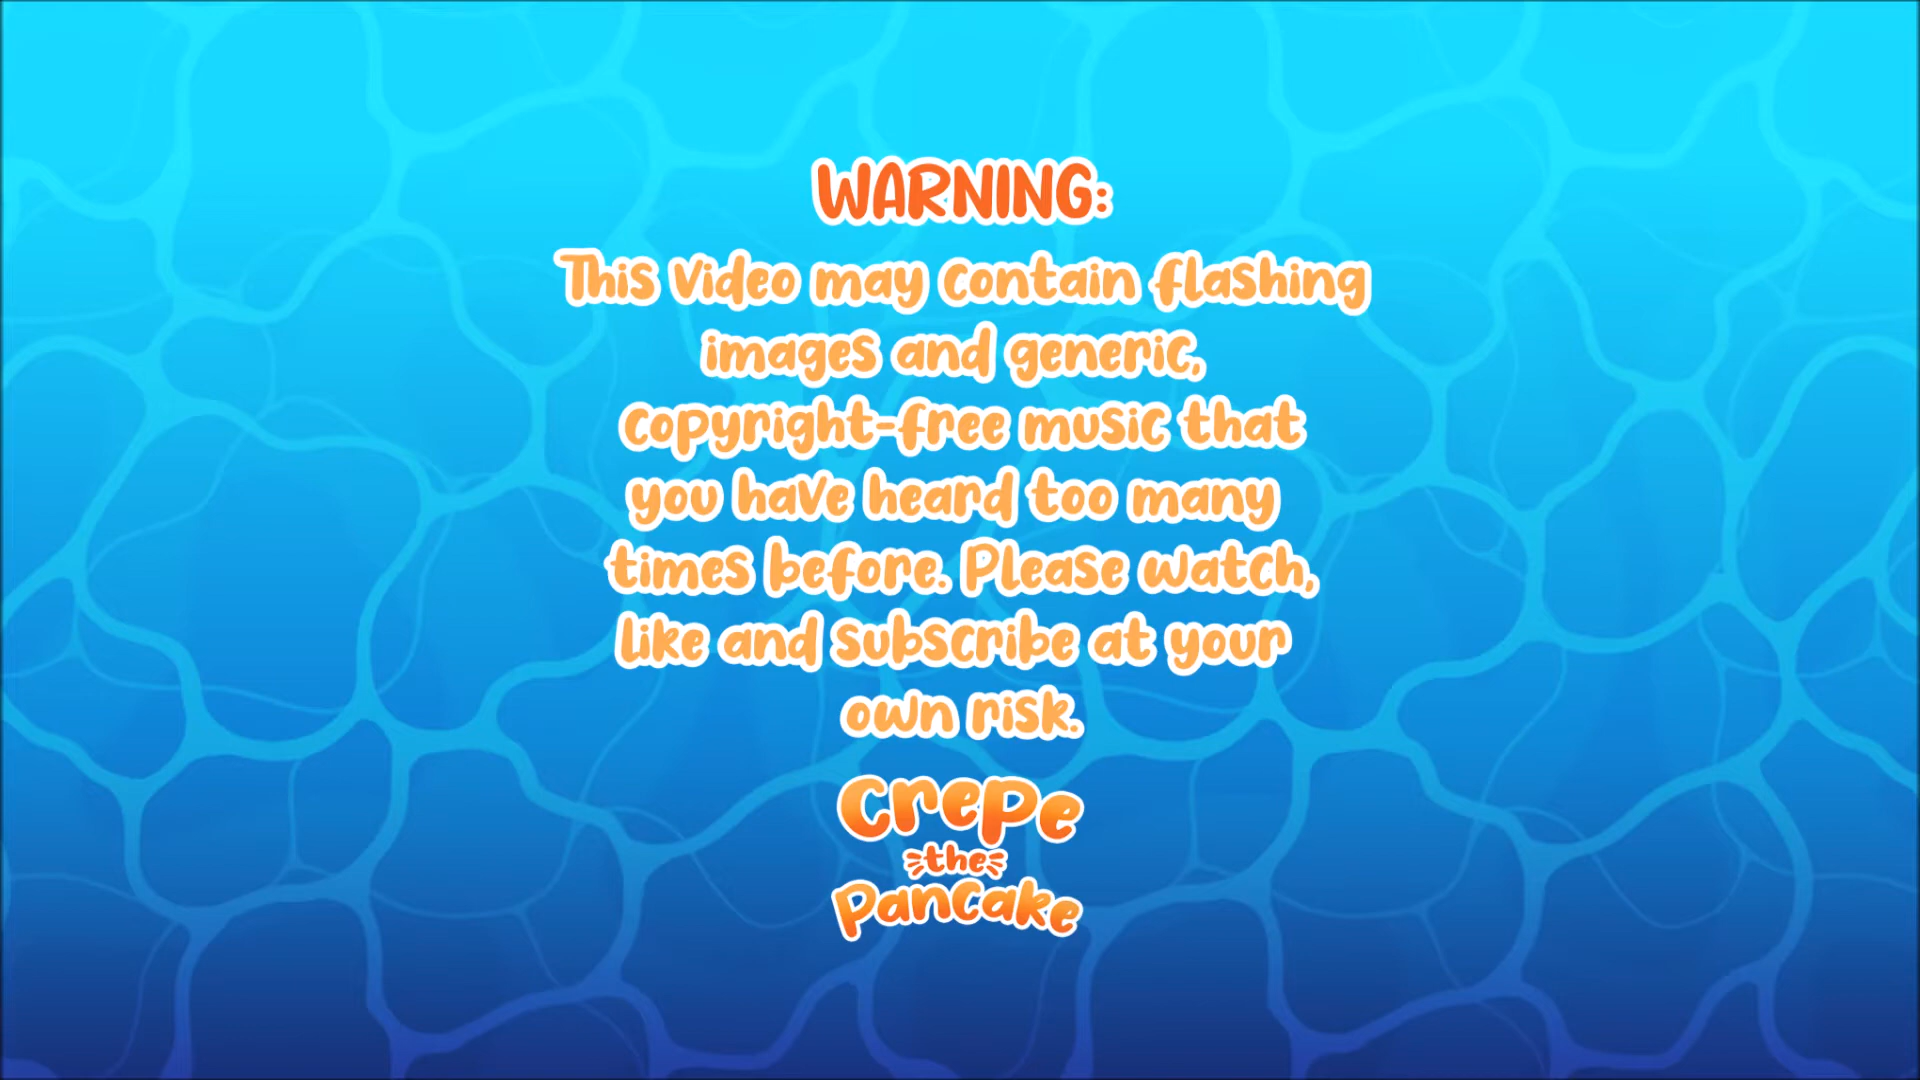 WARNING:
This video may contain flashing
images and generic,
copyright-free music that
you have heard too many
times before. Please watch,
like and subscribe at your
own risk.
Crepe
the
Pancake